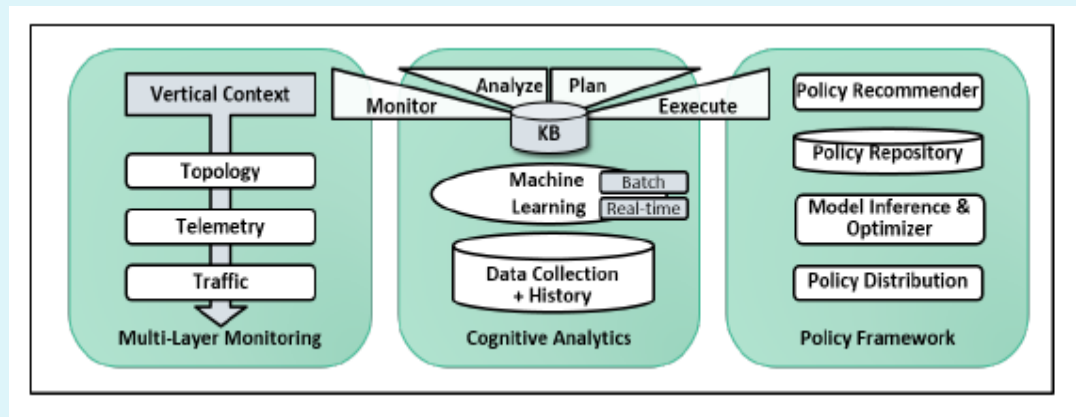 Vertical Context
Topology
Telemetry
Traffic
Multi-Layer Monitoring
Monitor
Analyze
Plan
Eexecute
KB
Machine
Learning
Batch
Real-time
Data Collection
+ History
Cognitive Analytics
Policy Recommender
Policy Repository
Model Inference &
Optimizer
Policy Distribution
Policy Framework